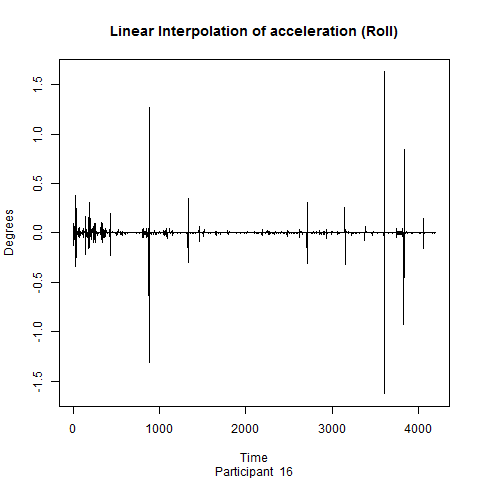 Linear Interpolation of acceleration (Roll)
Degrees
1.5
1.0
0.5
0.0
-0.5
-1.0
-1.5
0 1000 2000 3000 4000
Time
Participant 16